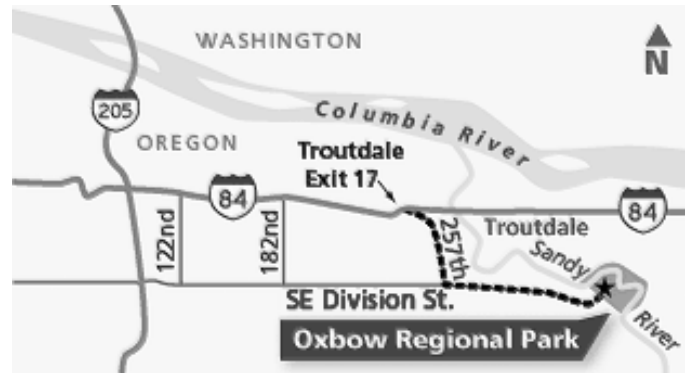 WASHINGTON
N
205
Columbia River
OREGON
Troutdale
Exit 17
84
84
122nd
182nd
257th
Troutdale
Sandy
River
SE Division St.
Oxbow Regional Park